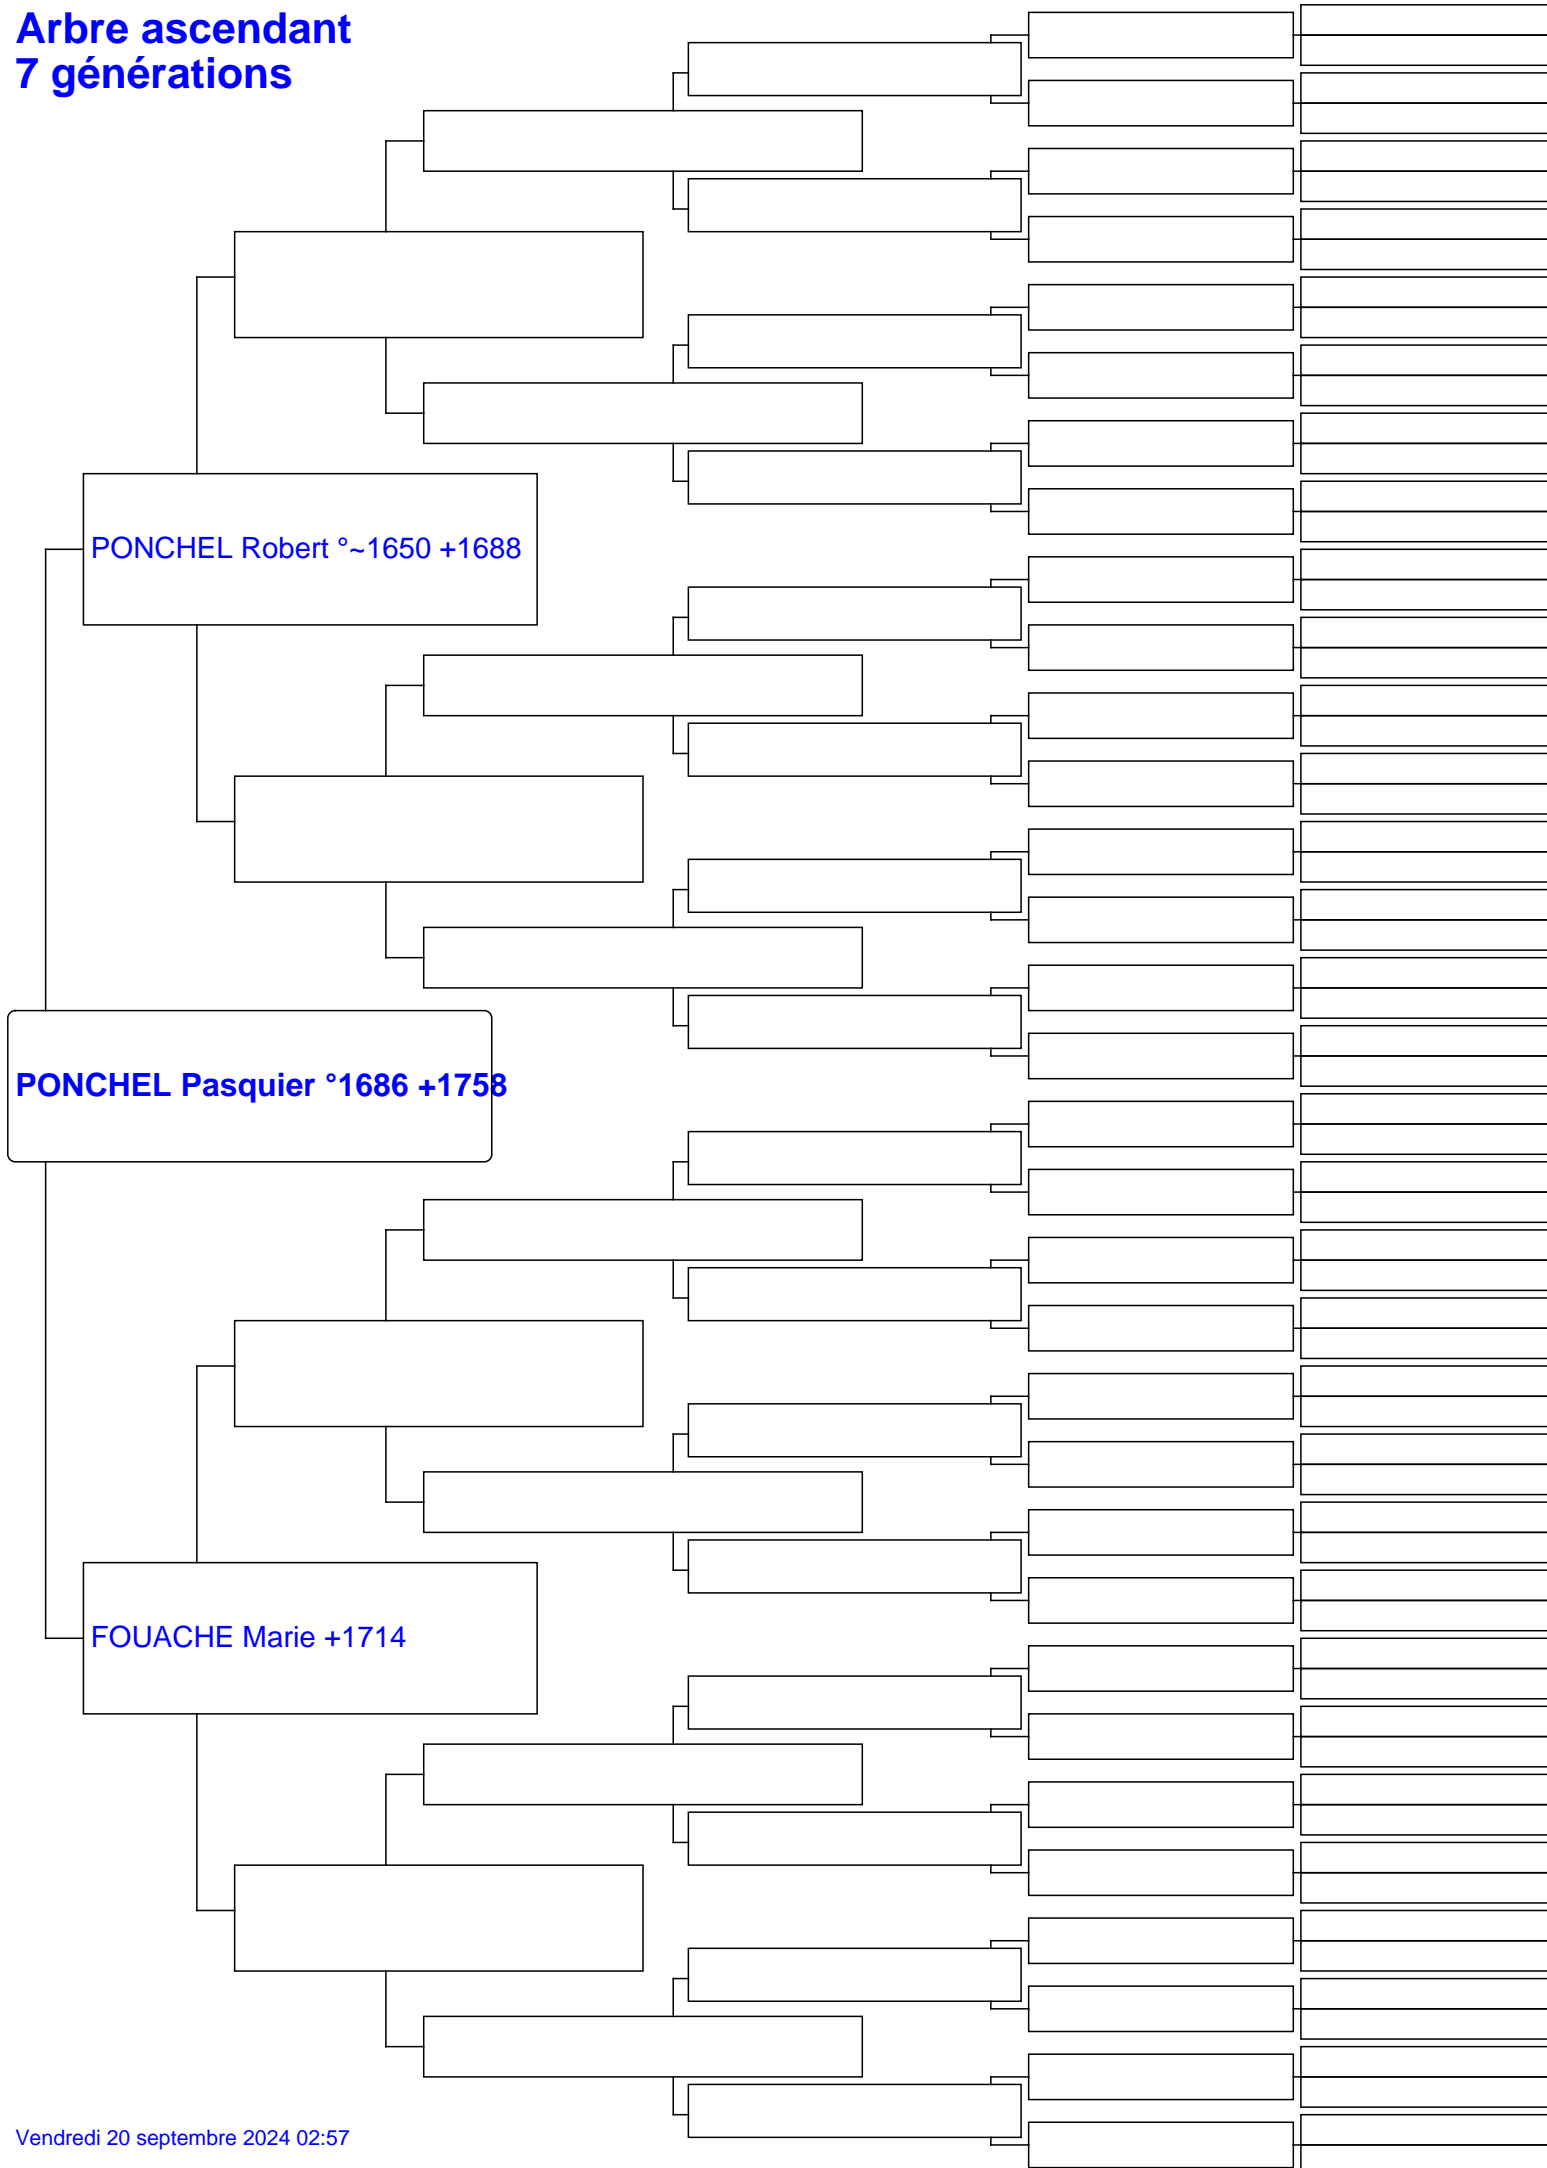 Arbre ascendant
7 générations
PONCHEL Robert °~1650 +1688
PONCHEL Pasquier °1686 +1758
FOUACHE Marie +1714
Vendredi 20 septembre 2024 02:57